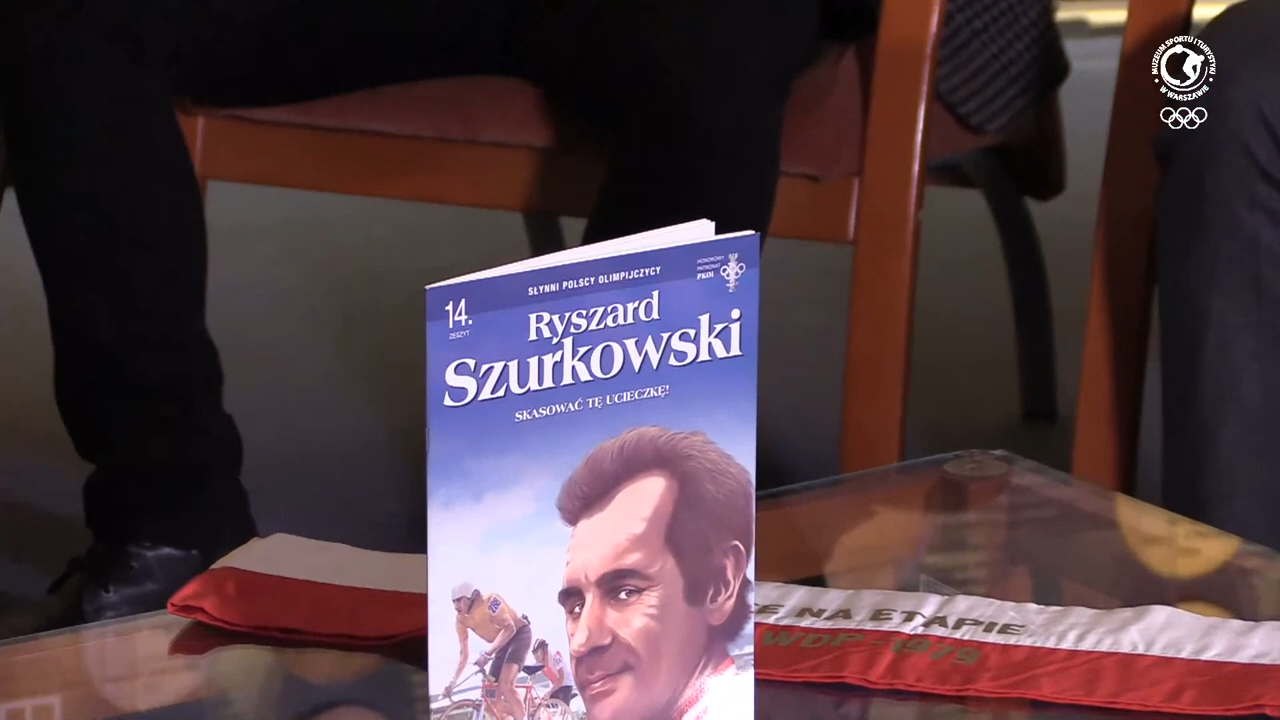 MUZEUM SPORTU I TURYSTYKI
W WARSZAWIE
SŁYNNI POLSCY OLIMPIJCZYCY
HONOROWY
PATRONAT
PKOl
14.
ZESZYT
Ryszard
Szurkowski
SKASOWAĆ TĘ UCIECZKĘ!
NA ETAPIE
WDP-1979